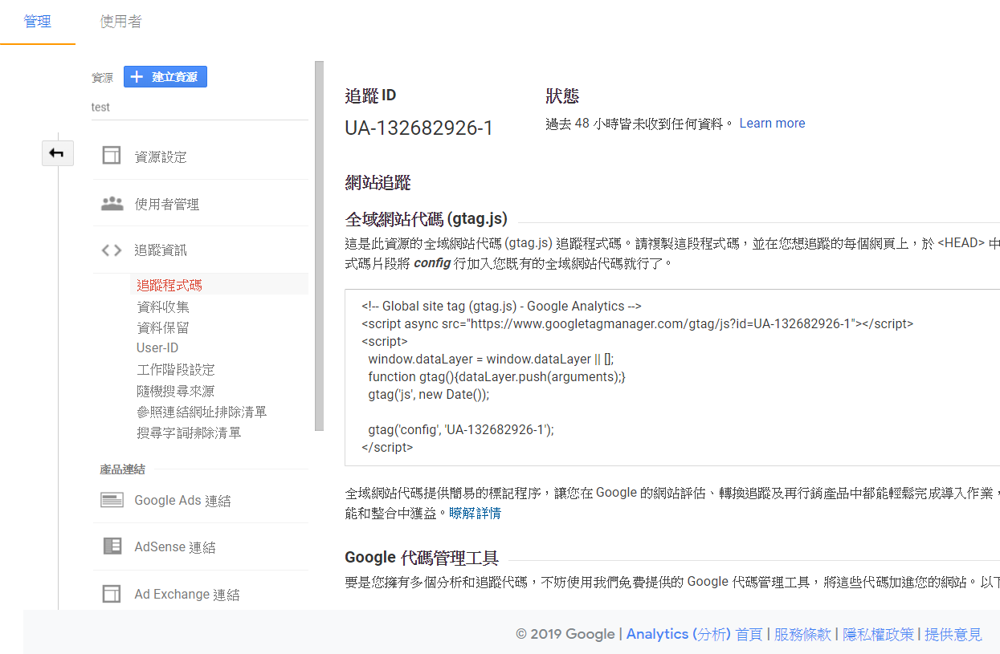 管理
使用者
資源
建立資源
test
資源設定
使用者管理
追蹤資訊
追蹤程式碼
資料收集
資料保留
User-ID
工作階段設定
隨機搜尋來源
參照連結網址排除清單
搜尋字詞排除清單
產品連結
Google Ads 連結
AdSense 連結
Ad Exchange 連結
追蹤 ID
UA-132682926-1
狀態
過去 48 小時皆未收到任何資料。 Learn more
網站追蹤
全域網站代碼 (gtag.js)
這是此資源的全域網站代碼 (gtag.js) 追蹤程式碼。請複製這段程式碼，並在您想追蹤的每個網頁上，於 <HEAD> 中
式碼片段將 config 行加入您既有的全域網站代碼就行了。
<!-- Global site tag (gtag.js) - Google Analytics -->
<script async src="https://www.googletagmanager.com/gtag/js?id=UA-132682926-1"></script>
<script>
  window.dataLayer = window.dataLayer || [];
  function gtag(){dataLayer.push(arguments);}
  gtag('js', new Date());
  gtag('config', 'UA-132682926-1');
</script>
全域網站代碼提供簡易的標記程序，讓您在 Google 的網站評估、轉換追蹤及再行銷產品中都能輕鬆完成導入作業，
能和整合中獲益。瞭解詳情
Google 代碼管理工具
要是您擁有多個分析和追蹤代碼，不妨使用我們免費提供的 Google 代碼管理工具，將這些代碼加進您的網站。以下
© 2019 Google | Analytics (分析) 首頁 | 服務條款 | 隱私權政策 | 提供意見